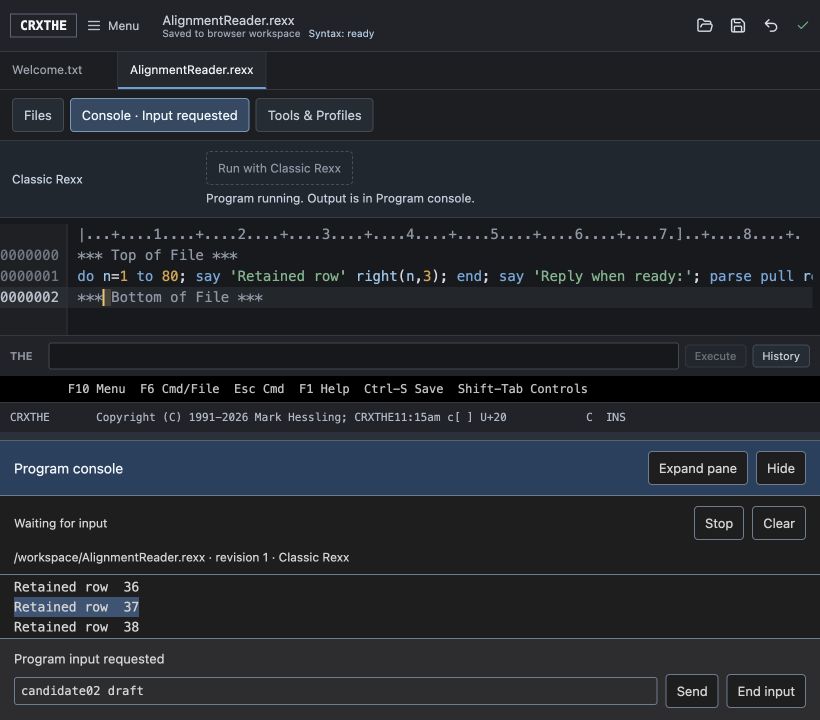 CRXTHE Menu AlignmentReader.rexx
Saved to browser workspace Syntax: ready
Welcome.txt AlignmentReader.rexx
Files Console · Input requested Tools & Profiles
Classic Rexx Run with Classic Rexx
Program running. Output is in Program console.
|...+....1....+....2....+....3....+....4....+....5....+....6....+....7.]..+....8....+.
0000000 *** Top of File ***
0000001 do n=1 to 80; say 'Retained row' right(n,3); end; say 'Reply when ready:'; parse pull r
0000002 *** Bottom of File ***
THE Execute History
F10 Menu F6 Cmd/File Esc Cmd F1 Help Ctrl-S Save Shift-Tab Controls
CRXTHE Copyright (C) 1991-2026 Mark Hessling; CRXTHE11:15am c[ ] U+20 C INS
Program console Expand pane Hide
Waiting for input Stop Clear
/workspace/AlignmentReader.rexx · revision 1 · Classic Rexx
Retained row  36
Retained row  37
Retained row  38
Program input requested
candidate02 draft Send End input